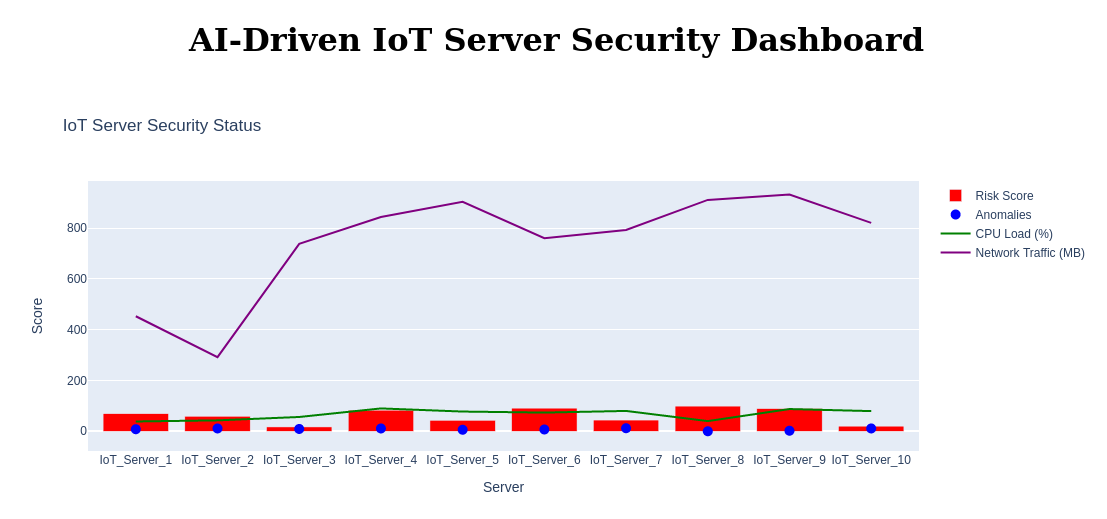 AI-Driven IoT Server Security Dashboard
IoT Server Security Status
Risk Score
Anomalies
CPU Load (%)
Network Traffic (MB)
800
600
400
200
0
Score
IoT_Server_1 IoT_Server_2 IoT_Server_3 IoT_Server_4 IoT_Server_5 IoT_Server_6 IoT_Server_7 IoT_Server_8 IoT_Server_9 IoT_Server_10
Server